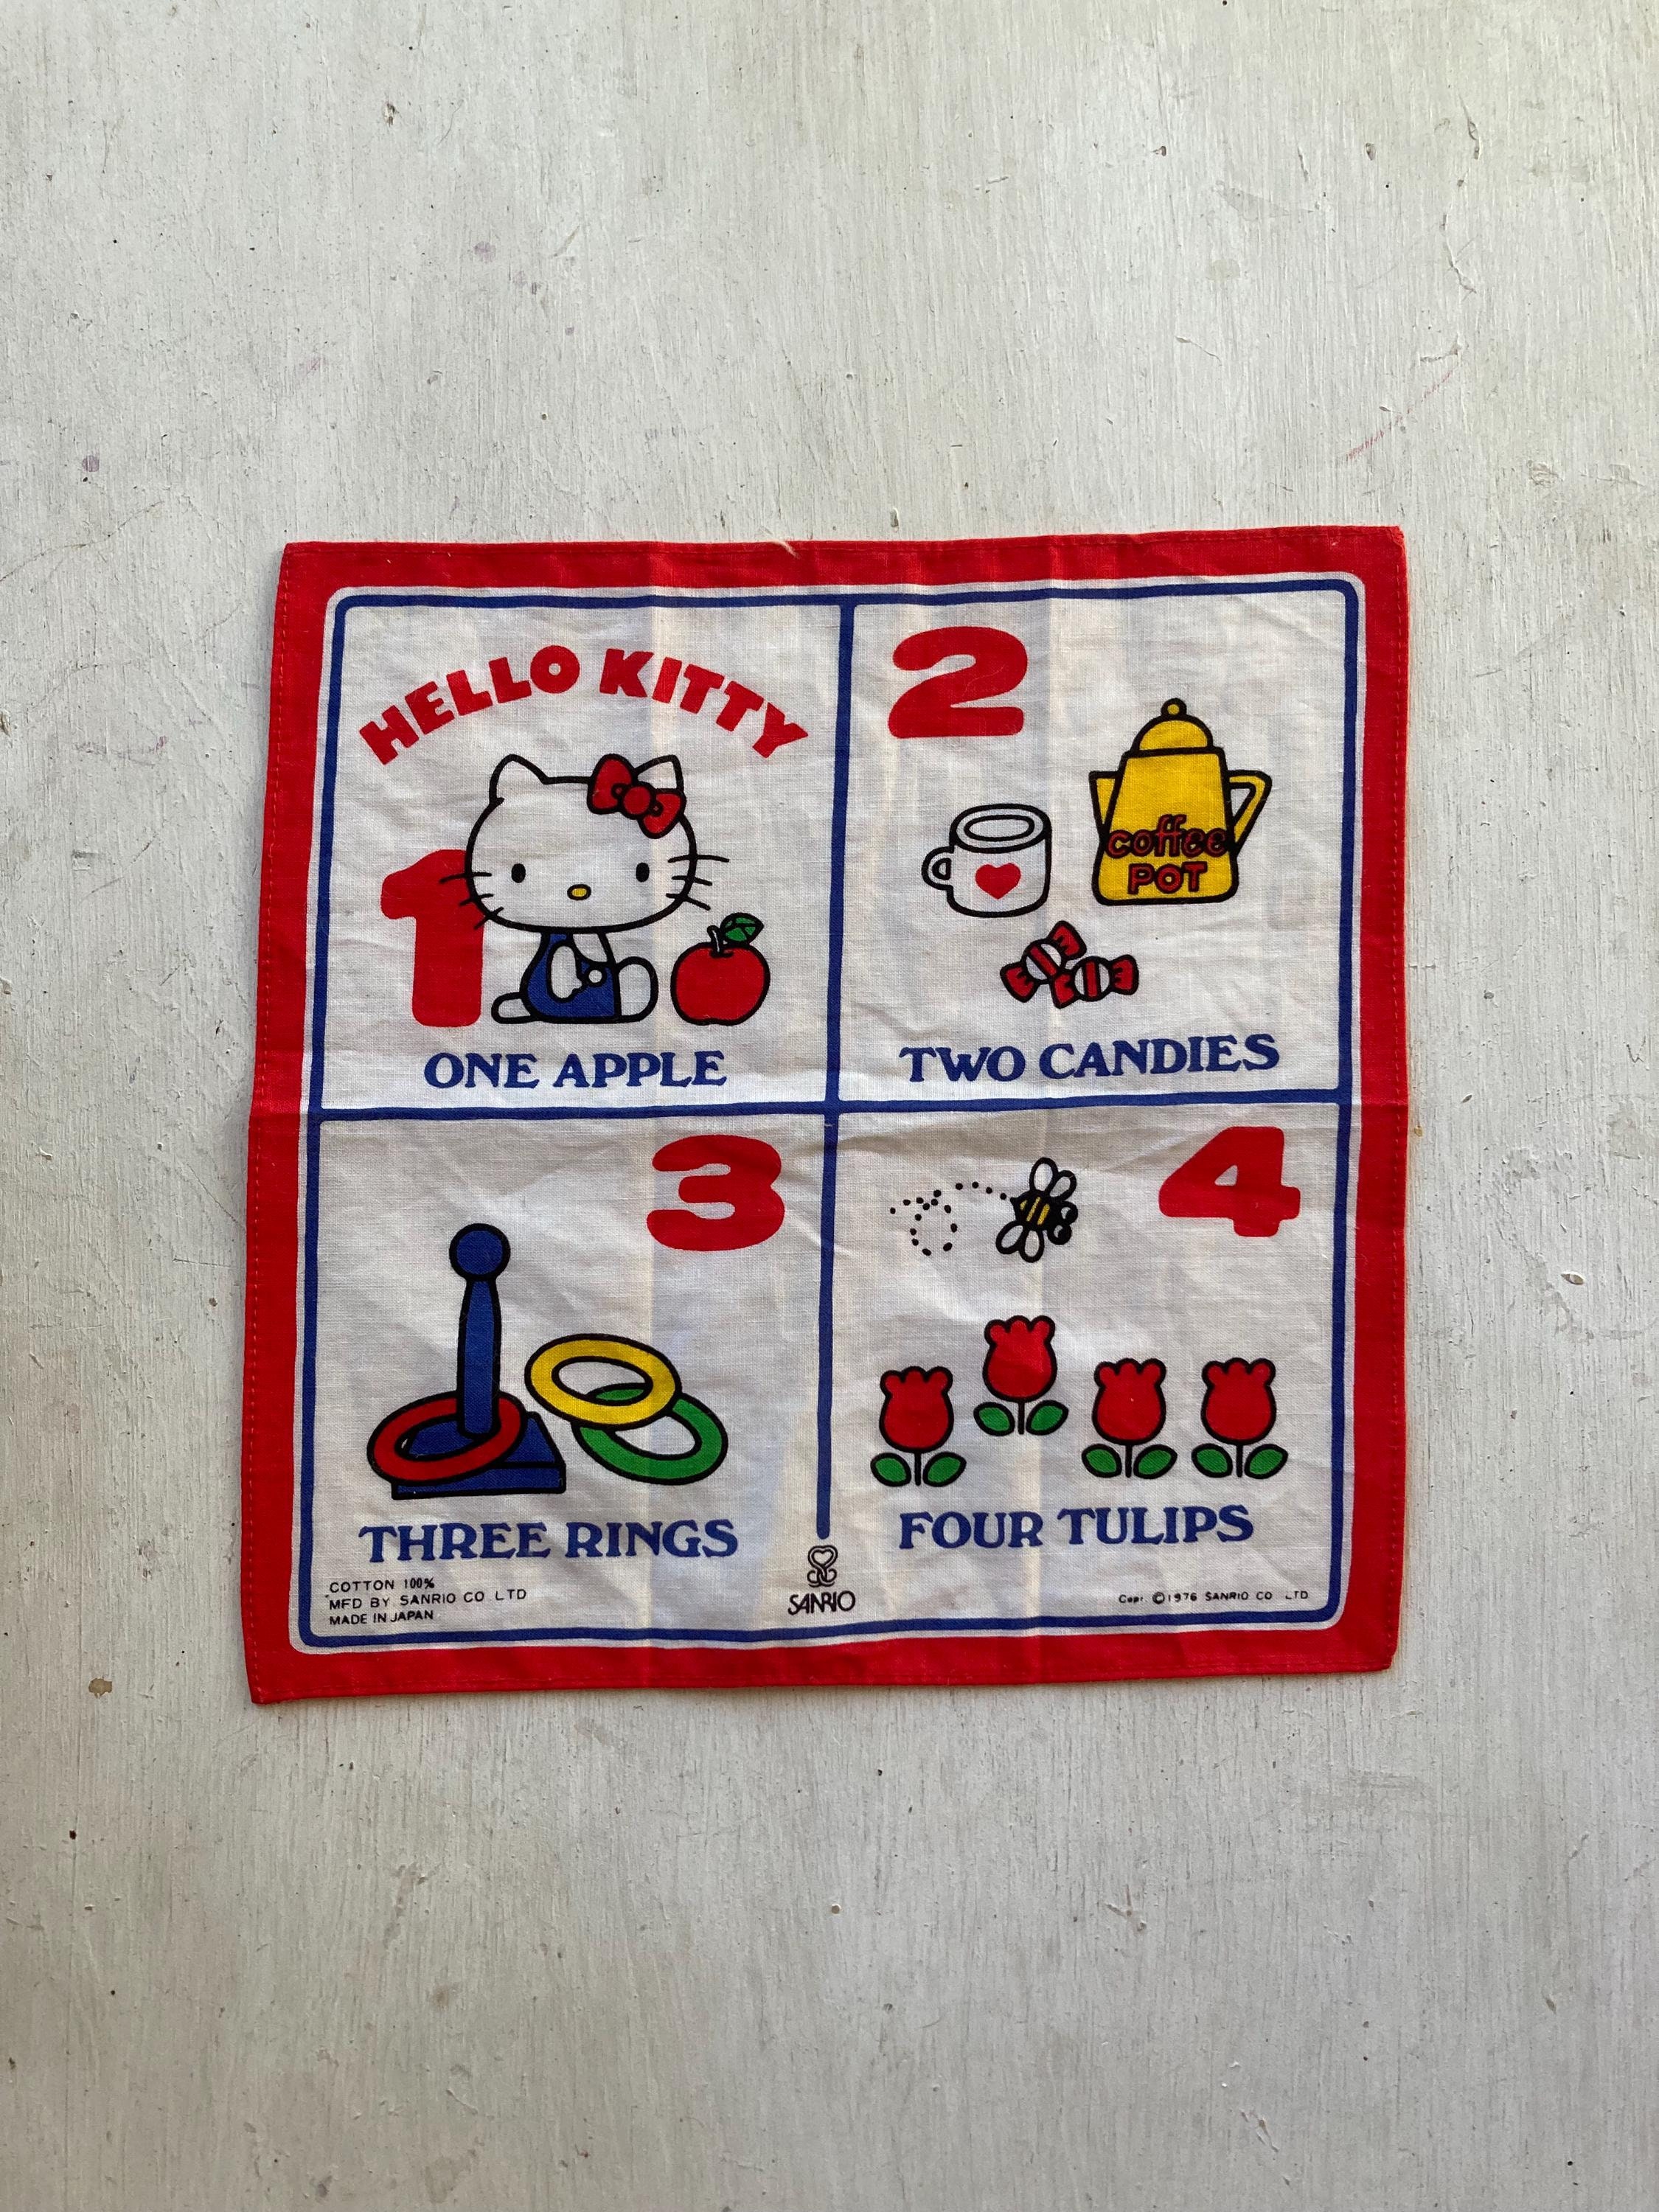 HELLO KITTY
1
ONE APPLE
2
coffee
POT
TWO CANDIES
3
THREE RINGS
4
FOUR TULIPS
COTTON 100%
MFD BY SANRIO CO LTD
MADE IN JAPAN
SANRIO
Copr. ©1976 SANRIO CO LTD